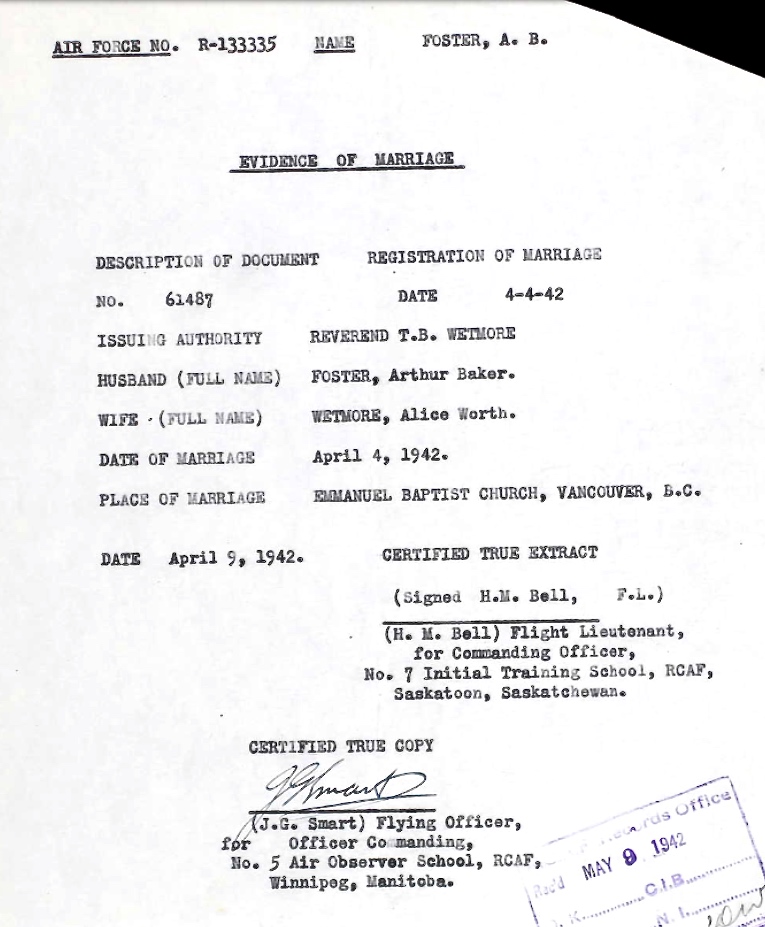 AIR FORCE NO. R-133335 NAME FOSTER, A. B.
EVIDENCE OF MARRIAGE
DESCRIPTION OF DOCUMENT REGISTRATION OF MARRIAGE
NO. 61487 DATE 4-4-42
ISSUING AUTHORITY REVEREND T.B. WETMORE
HUSBAND (FULL NAME) FOSTER, Arthur Baker.
WIFE (FULL NAME) WETMORE, Alice Worth.
DATE OF MARRIAGE April 4, 1942.
PLACE OF MARRIAGE EMMANUEL BAPTIST CHURCH, VANCOUVER, B.C.
DATE April 9, 1942. CERTIFIED TRUE EXTRACT
(Signed H.M. Bell, F.L.)
(H. M. Bell) Flight Lieutenant,
for Commanding Officer,
No. 7 Initial Training School, RCAF,
Saskatoon, Saskatchewan.
CERTIFIED TRUE COPY
JGSmart
(J.G. Smart) Flying Officer,
for Officer Commanding,
No. 5 Air Observer School, RCAF,
Winnipeg, Manitoba.
Records Office
Rec'd MAY 9 1942
K.......... C.I.B..........
N. I.